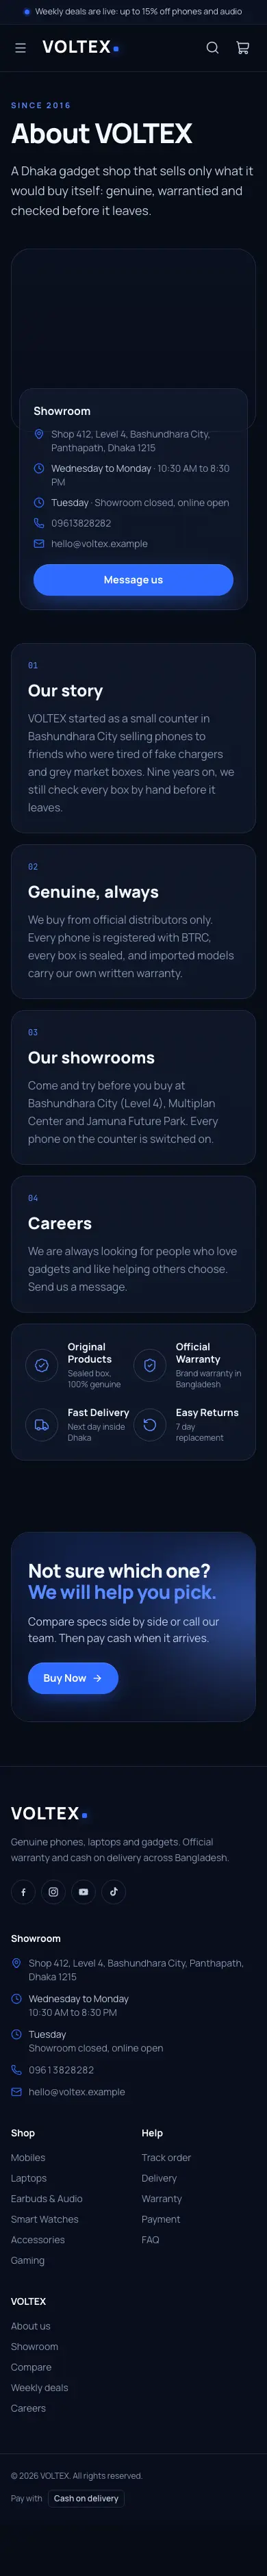 Weekly deals are live: up to 15% off phones and audio
VOLTEX
SINCE 2016
About VOLTEX
A Dhaka gadget shop that sells only what it
would buy itself: genuine, warrantied and
checked before it leaves.
Showroom
Shop 412, Level 4, Bashundhara City,
Panthapath, Dhaka 1215
Wednesday to Monday · 10:30 AM to 8:30
PM
Tuesday · Showroom closed, online open
09613828282
hello@voltex.example
Message us
01
Our story
VOLTEX started as a small counter in
Bashundhara City selling phones to
friends who were tired of fake chargers
and grey market boxes. Nine years on, we
still check every box by hand before it
leaves.
02
Genuine, always
We buy from official distributors only.
Every phone is registered with BTRC,
every box is sealed, and imported models
carry our own written warranty.
03
Our showrooms
Come and try before you buy at
Bashundhara City (Level 4), Multiplan
Center and Jamuna Future Park. Every
phone on the counter is switched on.
04
Careers
We are always looking for people who love
gadgets and like helping others choose.
Send us a message.
Original
Products
Sealed box,
100% genuine
Official
Warranty
Brand warranty in
Bangladesh
Fast Delivery
Next day inside
Dhaka
Easy Returns
7 day
replacement
Not sure which one?
We will help you pick.
Compare specs side by side or call our
team. Then pay cash when it arrives.
Buy Now
VOLTEX
Genuine phones, laptops and gadgets. Official
warranty and cash on delivery across Bangladesh.
Showroom
Shop 412, Level 4, Bashundhara City, Panthapath,
Dhaka 1215
Wednesday to Monday
10:30 AM to 8:30 PM
Tuesday
Showroom closed, online open
09613828282
hello@voltex.example
Shop
Mobiles
Laptops
Earbuds & Audio
Smart Watches
Accessories
Gaming
Help
Track order
Delivery
Warranty
Payment
FAQ
VOLTEX
About us
Showroom
Compare
Weekly deals
Careers
© 2026 VOLTEX. All rights reserved.
Pay with
Cash on delivery